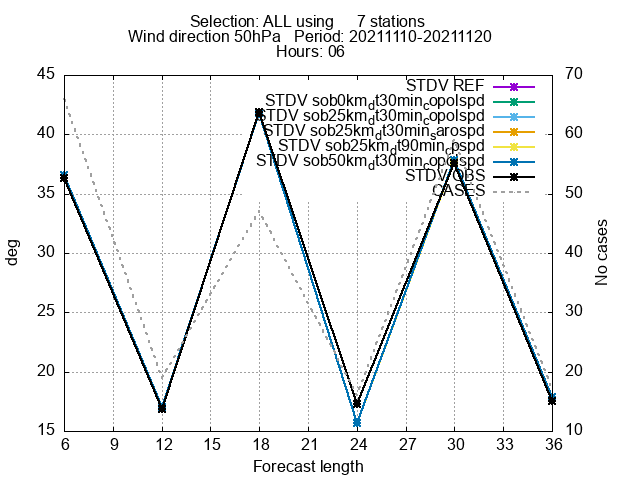 Selection: ALL using 7 stations
Wind direction 50hPa Period: 20211110-20211120
Hours: 06
45
40
35
30
25
20
15
70
60
50
40
30
20
10
deg
No cases
STDV REF
STDV sob0km_dt30min_copolspd
STDV sob25km_dt30min_copolspd
STDV sob25km_dt30min_sarospd
STDV sob25km_dt90min_cpspd
STDV sob50km_dt30min_copolspd
STDV OBS
CASES
6 9 12 15 18 21 24 27 30 33 36
Forecast length